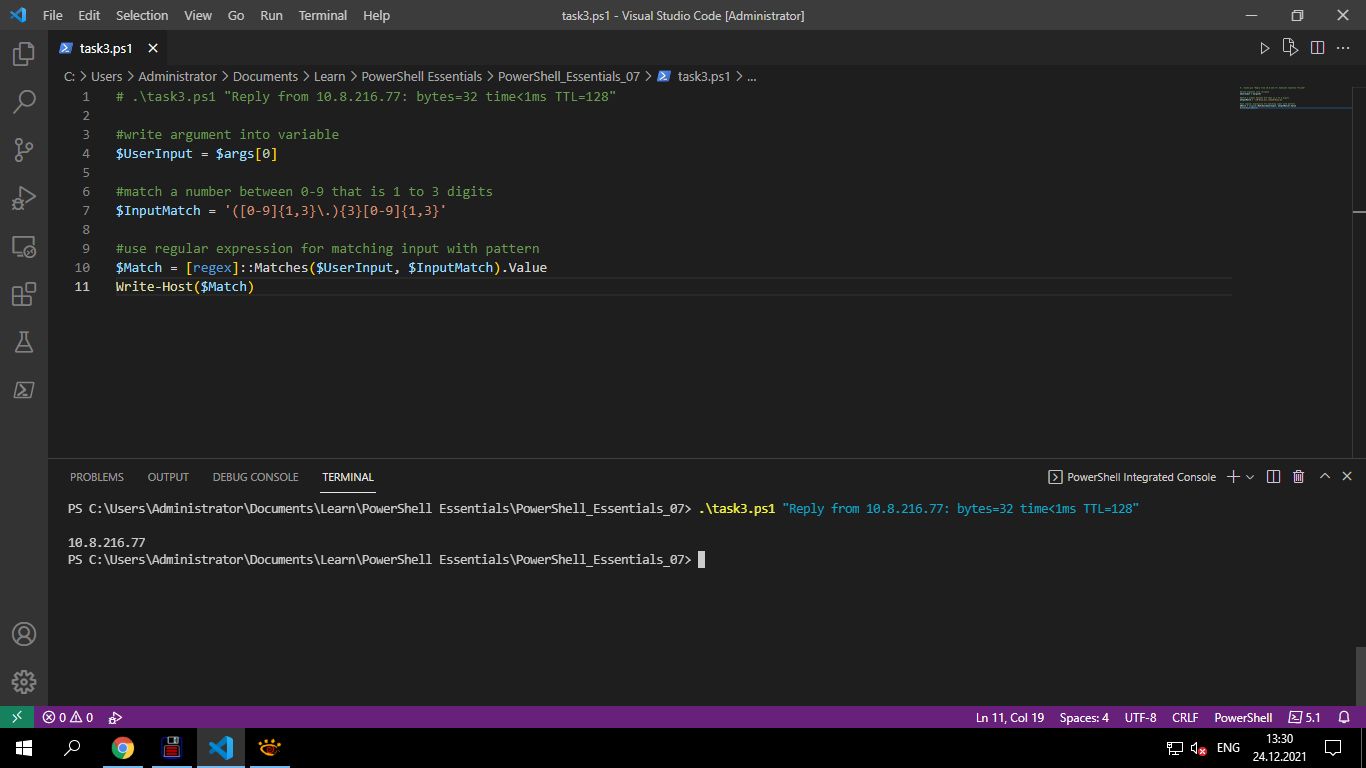 File Edit Selection View Go Run Terminal Help
task3.ps1 - Visual Studio Code [Administrator]
task3.ps1
C: > Users > Administrator > Documents > Learn > PowerShell Essentials > PowerShell_Essentials_07 > task3.ps1 > ...
1 # .\task3.ps1 "Reply from 10.8.216.77: bytes=32 time<1ms TTL=128"
2
3 #write argument into variable
4 $UserInput = $args[0]
5
6 #match a number between 0-9 that is 1 to 3 digits
7 $InputMatch = '([0-9]{1,3}\.){3}[0-9]{1,3}'
8
9 #use regular expression for matching input with pattern
10 $Match = [regex]::Matches($UserInput, $InputMatch).Value
11 Write-Host($Match)
PROBLEMS OUTPUT DEBUG CONSOLE TERMINAL
PowerShell Integrated Console
PS C:\Users\Administrator\Documents\Learn\PowerShell Essentials\PowerShell_Essentials_07> .\task3.ps1 "Reply from 10.8.216.77: bytes=32 time<1ms TTL=128"
10.8.216.77
PS C:\Users\Administrator\Documents\Learn\PowerShell Essentials\PowerShell_Essentials_07>
0 0
Ln 11, Col 19 Spaces: 4 UTF-8 CRLF PowerShell 5.1
ENG
13:30
24.12.2021